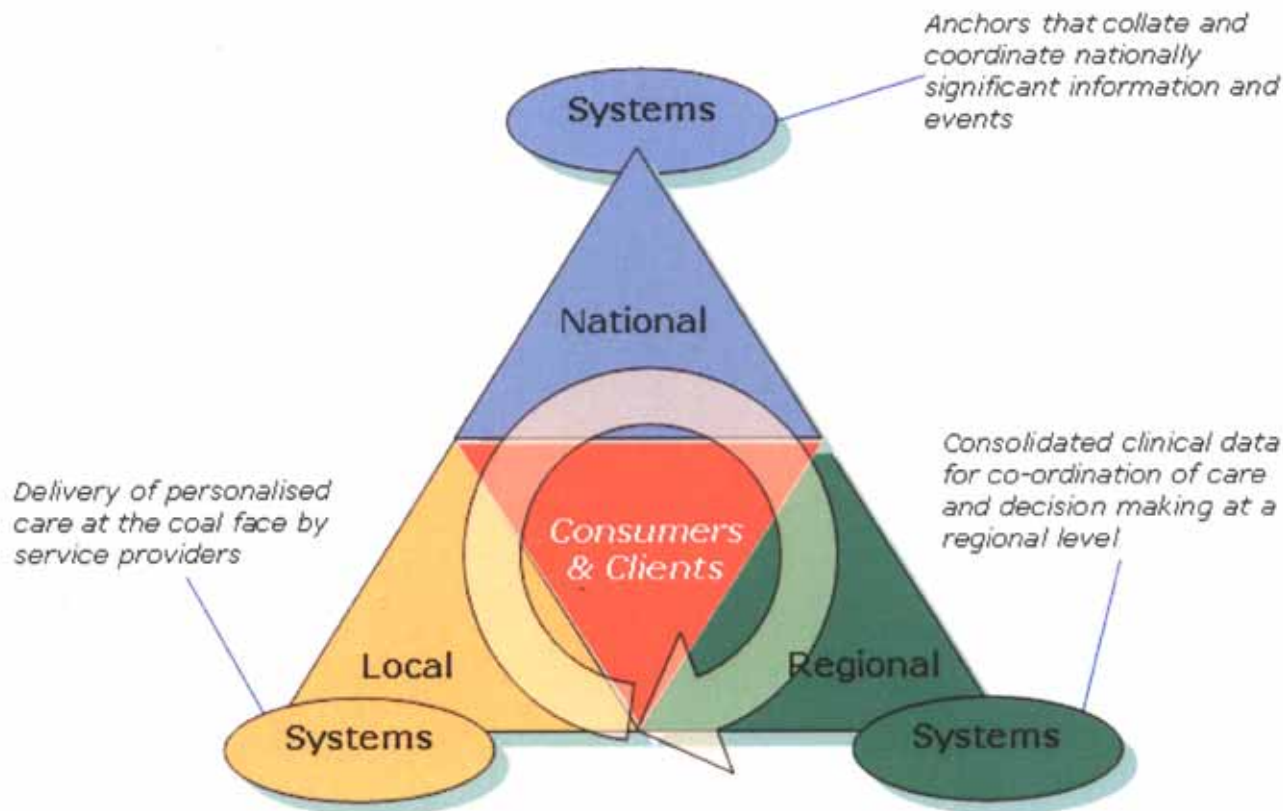 Anchors that collate and
coordinate nationally
significant information and
events
Systems
National
Consolidated clinical data
for co-ordination of care
and decision making at a
regional level
Delivery of personalised
care at the coal face by
service providers
Consumers
& Clients
Local
Regional
Systems
Systems